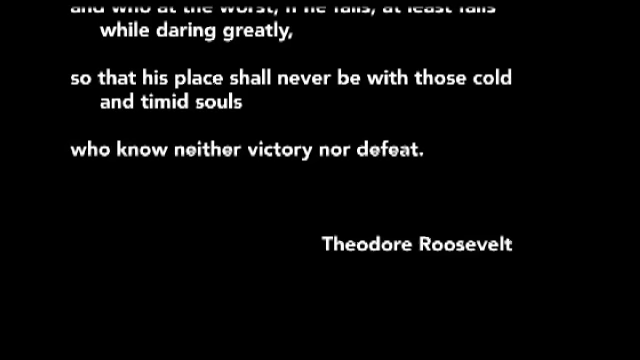 and who at the worst, if he fails, at least fails
while daring greatly,
so that his place shall never be with those cold
and timid souls
who know neither victory nor defeat.
Theodore Roosevelt